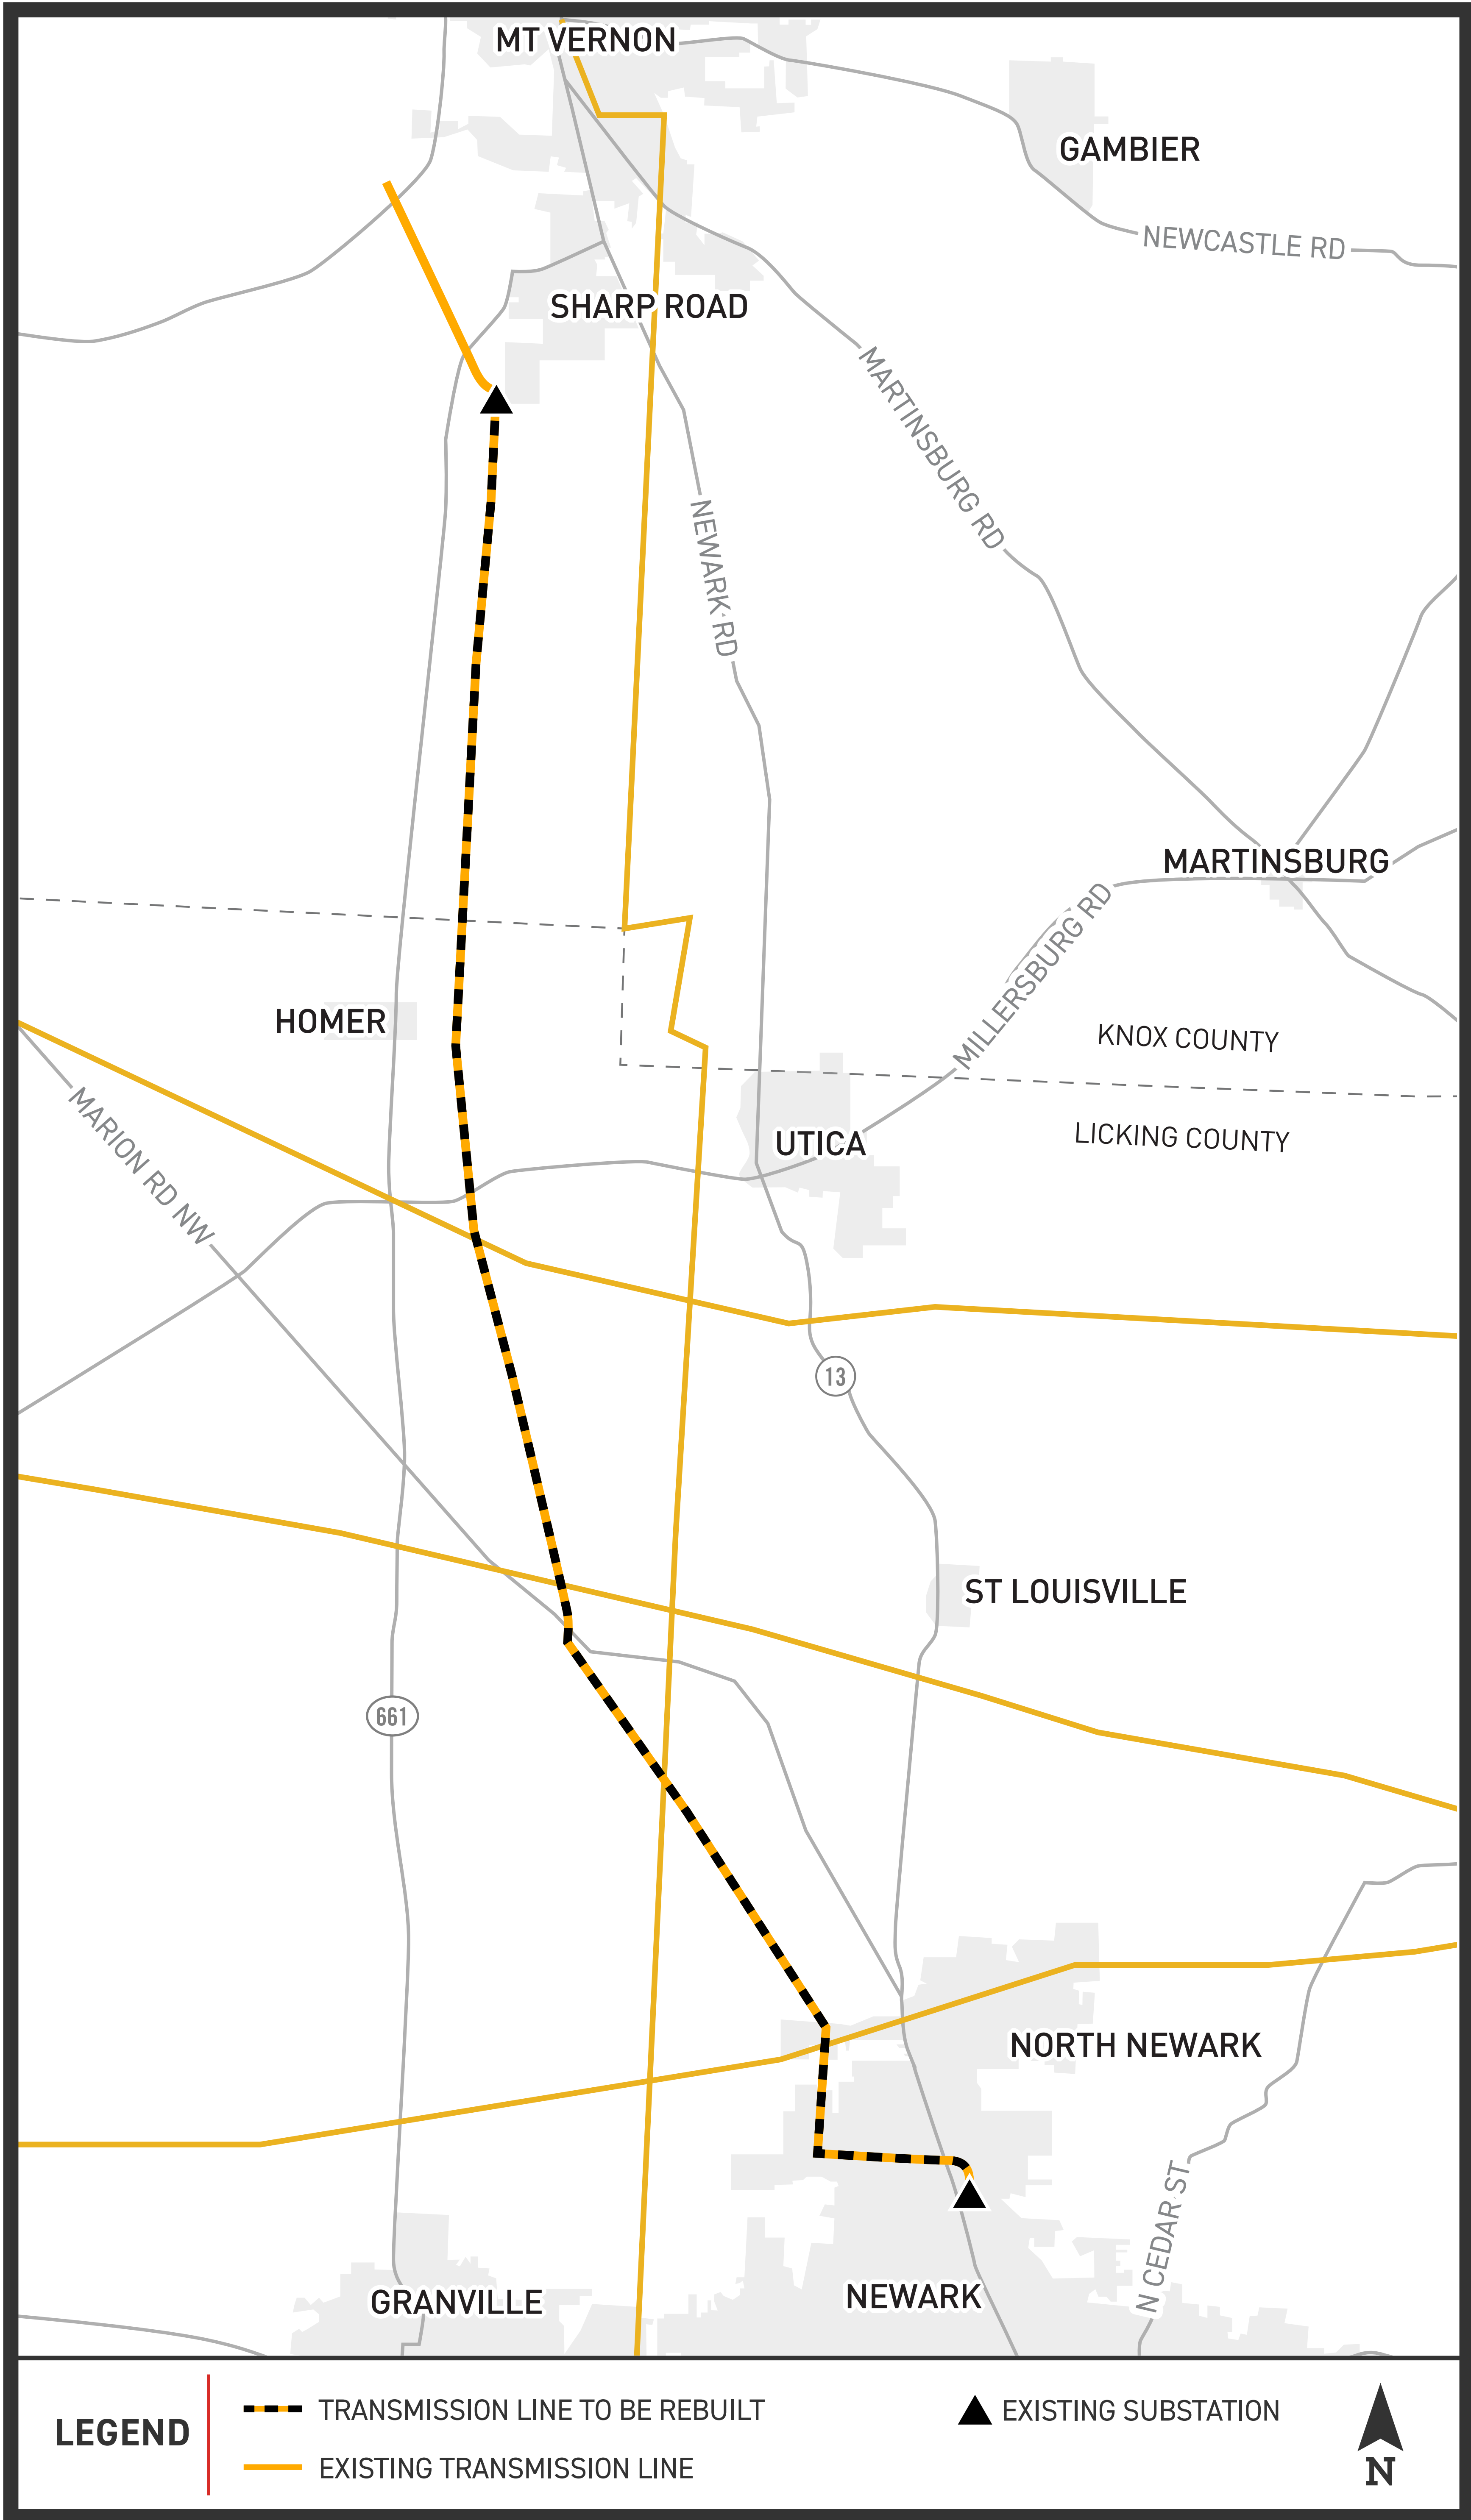 MT VERNON
GAMBIER
NEWCASTLE RD
SHARP ROAD
MARTINSBURG RD
NEWARK RD
MARTINSBURG
MILLERSBURG RD
HOMER
KNOX COUNTY
MARION RD NW
LICKING COUNTY
UTICA
13
ST LOUISVILLE
661
NORTH NEWARK
N CEDAR ST
NEWARK
GRANVILLE
LEGEND
TRANSMISSION LINE TO BE REBUILT
EXISTING TRANSMISSION LINE
EXISTING SUBSTATION
N